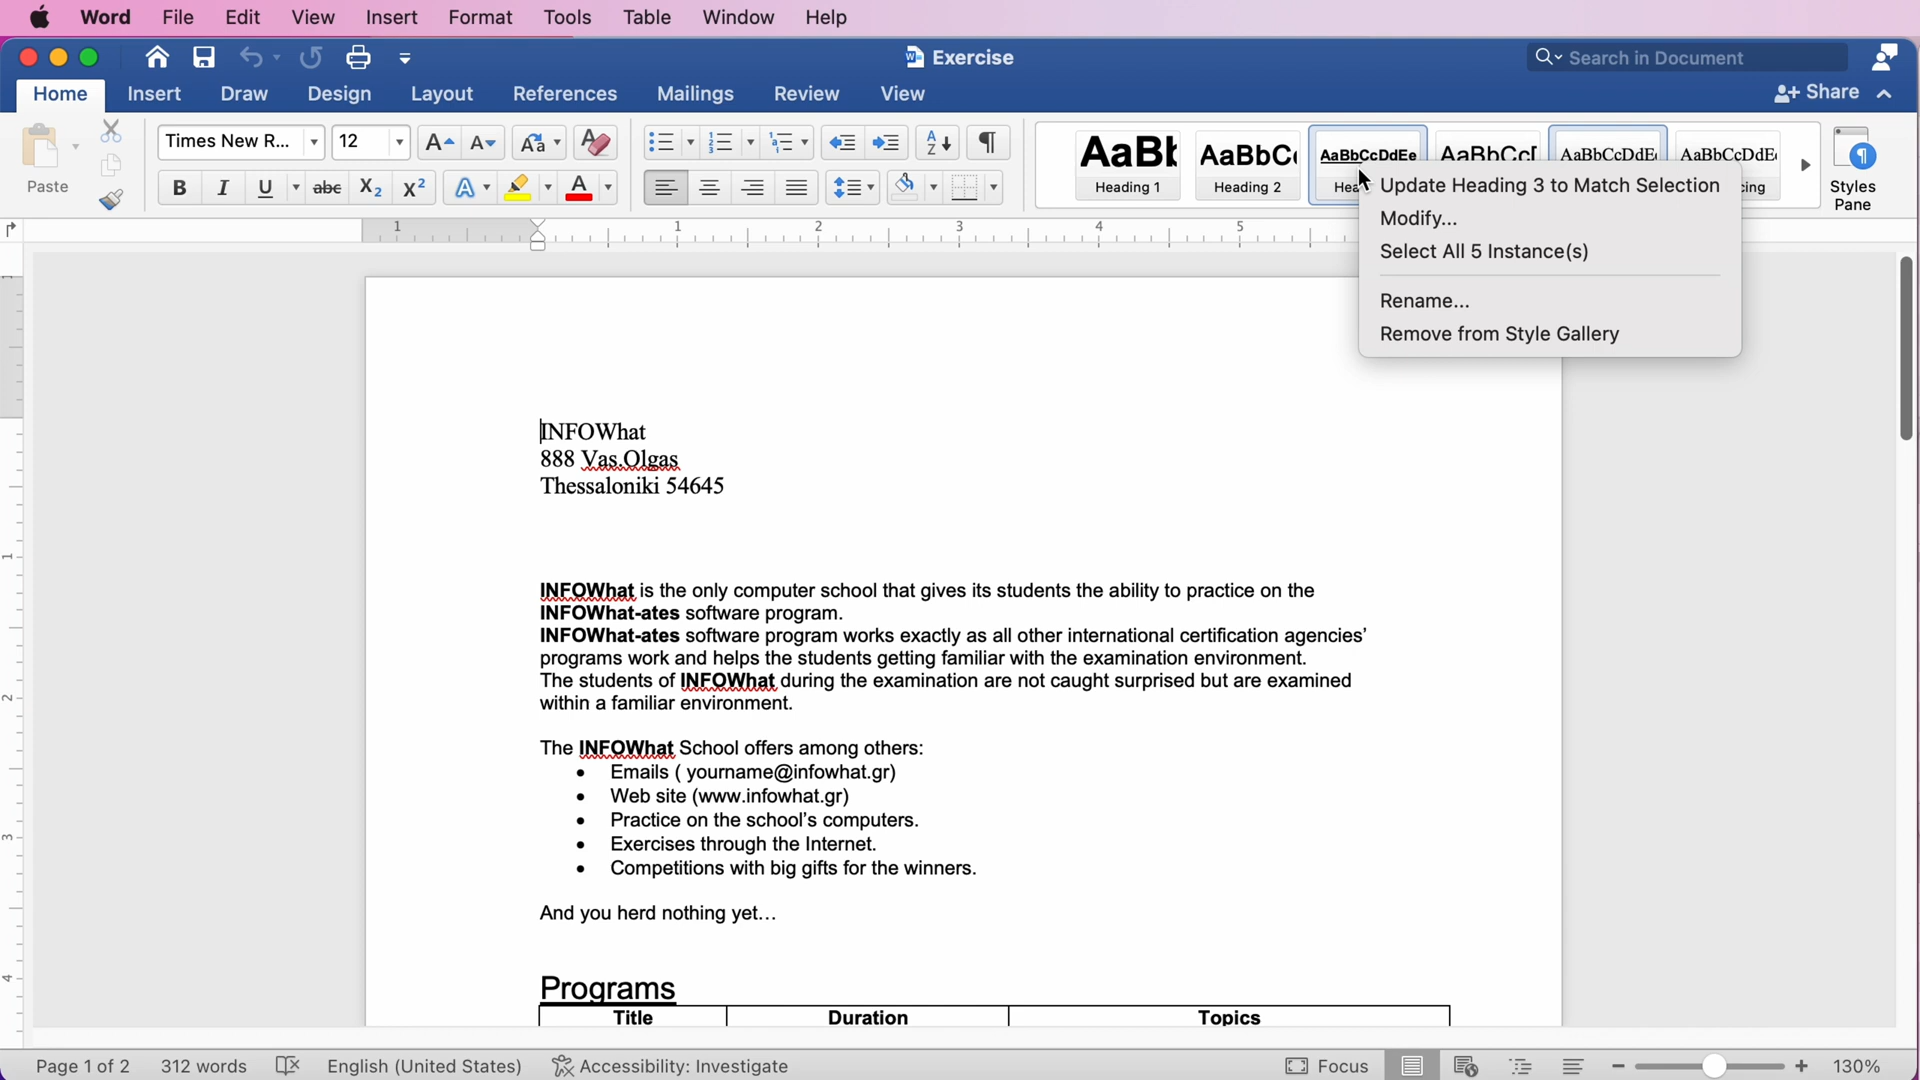 Word File Edit View Insert Format Tools Table Window Help
Exercise
Search in Document
Home Insert Draw Design Layout References Mailings Review View
Share
Times New R... 12
Paste
AaBb AaBbC AaBbCcDdEe AaBbCc AaBbCcDdE AaBbCcDdE
Heading 1 Heading 2 Hea cing
Styles
Pane
Update Heading 3 to Match Selection
Modify...
Select All 5 Instance(s)
Rename...
Remove from Style Gallery
1 1 2 3 4 5
INFOWhat
888 Vas.Olgas
Thessaloniki 54645
INFOWhat is the only computer school that gives its students the ability to practice on the
INFOWhat-ates software program.
INFOWhat-ates software program works exactly as all other international certification agencies’
programs work and helps the students getting familiar with the examination environment.
The students of INFOWhat during the examination are not caught surprised but are examined
within a familiar environment.
The INFOWhat School offers among others:
• Emails ( yourname@infowhat.gr)
• Web site (www.infowhat.gr)
• Practice on the school’s computers.
• Exercises through the Internet.
• Competitions with big gifts for the winners.
And you herd nothing yet…
Programs
Title Duration Topics
Page 1 of 2 312 words English (United States) Accessibility: Investigate Focus 130%